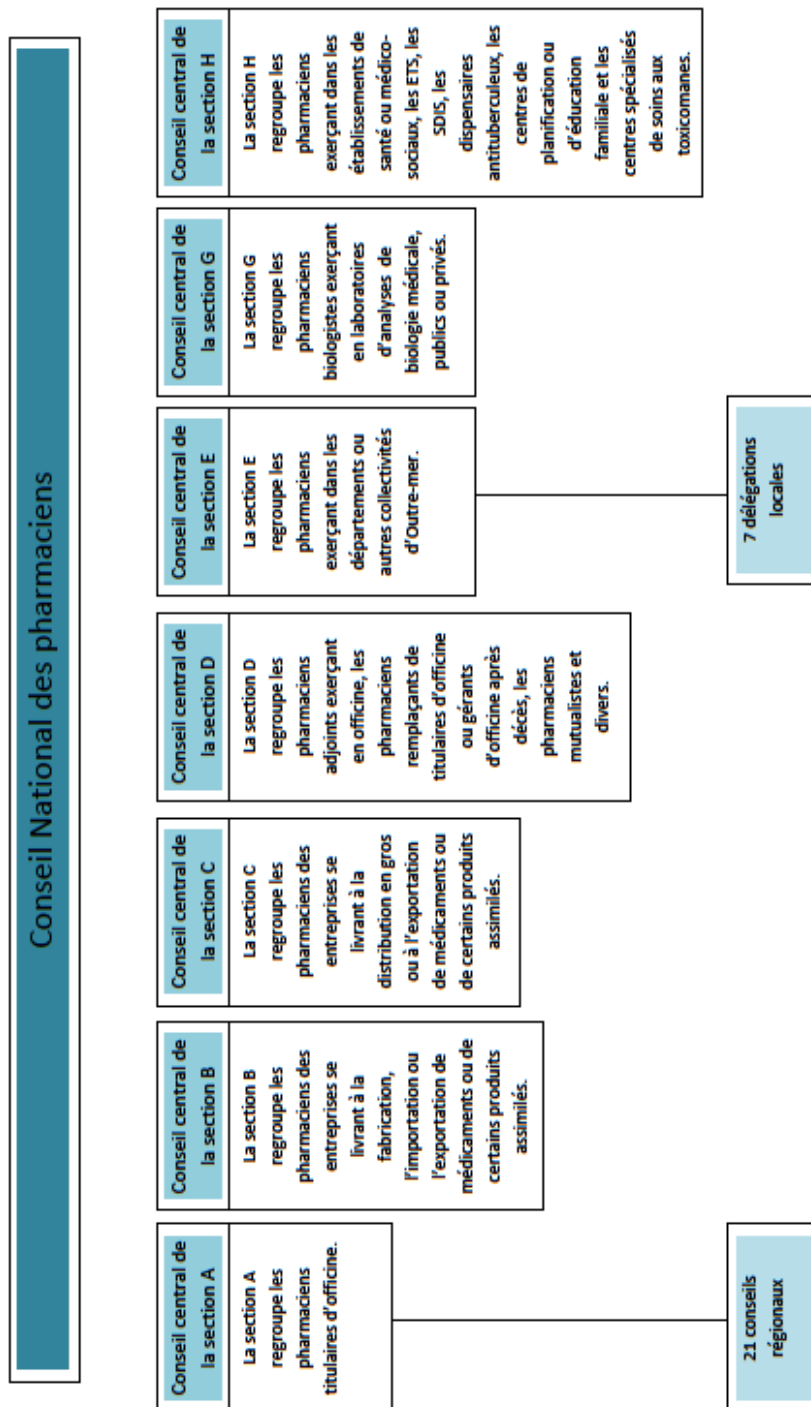 Conseil National des pharmaciens
Conseil central de
la section A
La section A
regroupe les
pharmaciens
titulaires d'officine.
21 conseils
régionaux
Conseil central de
la section B
La section B
regroupe les
pharmaciens des
entreprises se
livrant à la
fabrication,
l'importation ou
l'exportation de
médicaments ou de
certains produits
assimilés.
Conseil central de
la section C
La section C
regroupe les
pharmaciens des
entreprises se
livrant à la
distribution en gros
ou à l'exportation
de médicaments ou
de certains produits
assimilés.
Conseil central de
la section D
La section D
regroupe les
pharmaciens
adjoints exerçant
en officine, les
pharmaciens
remplaçants de
titulaires d'officine
ou gérants
d'officine après
décès, les
pharmaciens
mutualistes et
divers.
Conseil central de
la section E
La section E
regroupe les
pharmaciens
exerçant dans les
départements ou
autres collectivités
d'Outre-mer.
7 délégations
locales
Conseil central de
la section G
La section G
regroupe les
pharmaciens
biologistes exerçant
en laboratoires
d'analyses de
biologie médicale,
publics ou privés.
Conseil central de
la section H
La section H
regroupe les
pharmaciens
exerçant dans les
établissements de
santé ou médico-
sociaux, les ETS, les
SDIS, les
dispensaires
antituberculeux, les
centres de
planification ou
d'éducation
familiale et les
centres spécialisés
de soins aux
toxicomanes.